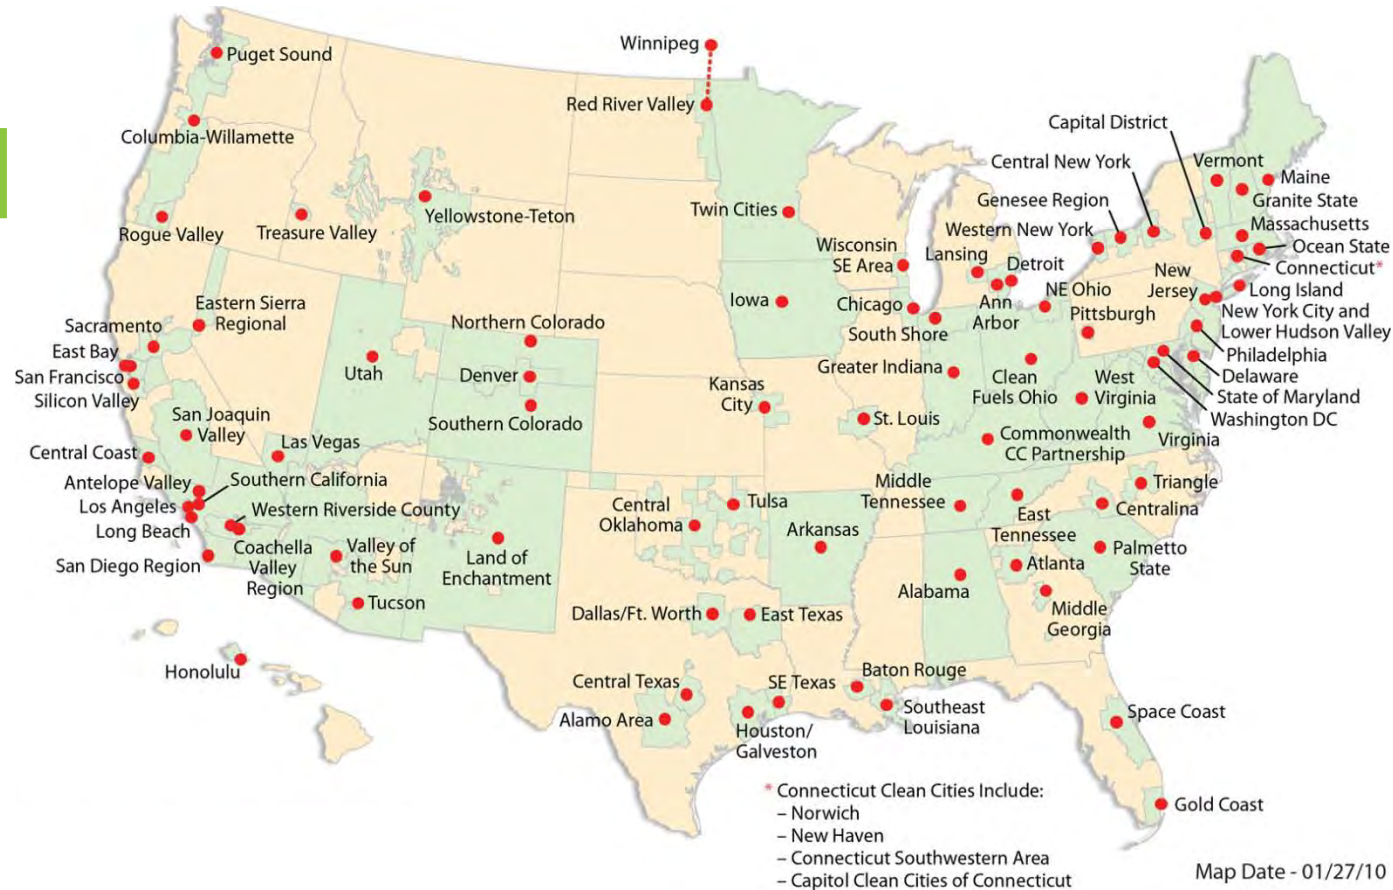 Winnipeg
Puget Sound
Red River Valley
Columbia-Willamette
Capital District
Central New York
Vermont
Maine
Genesee Region
Granite State
Yellowstone-Teton
Twin Cities
Rogue Valley
Treasure Valley
Western New York
Massachusetts
Wisconsin
SE Area
Lansing
Ocean State
Detroit
Connecticut*
New
Jersey
NE Ohio
Long Island
Iowa
Chicago
Ann
Arbor
Eastern Sierra
Regional
Pittsburgh
New York City and
Lower Hudson Valley
Sacramento
Northern Colorado
South Shore
East Bay
Philadelphia
San Francisco
Utah
Denver
Greater Indiana
Clean
Fuels Ohio
West
Virginia
Delaware
Silicon Valley
Kansas
City
State of Maryland
San Joaquin
Valley
Southern Colorado
St. Louis
Washington DC
Commonwealth
CC Partnership
Virginia
Las Vegas
Central Coast
Antelope Valley
Southern California
Middle
Tennessee
Triangle
Los Angeles
Western Riverside County
Central
Oklahoma
Tulsa
Centralina
Long Beach
Arkansas
East
Tennessee
Coachella
Valley
Region
Valley of
the Sun
Land of
Enchantment
Palmetto
State
San Diego Region
Atlanta
Alabama
Tucson
Dallas/Ft. Worth
East Texas
Middle
Georgia
Honolulu
Central Texas
SE Texas
Baton Rouge
Alamo Area
Houston/
Galveston
Southeast
Louisiana
Space Coast
* Connecticut Clean Cities Include:
– Norwich
– New Haven
– Connecticut Southwestern Area
– Capitol Clean Cities of Connecticut
Gold Coast
Map Date - 01/27/10